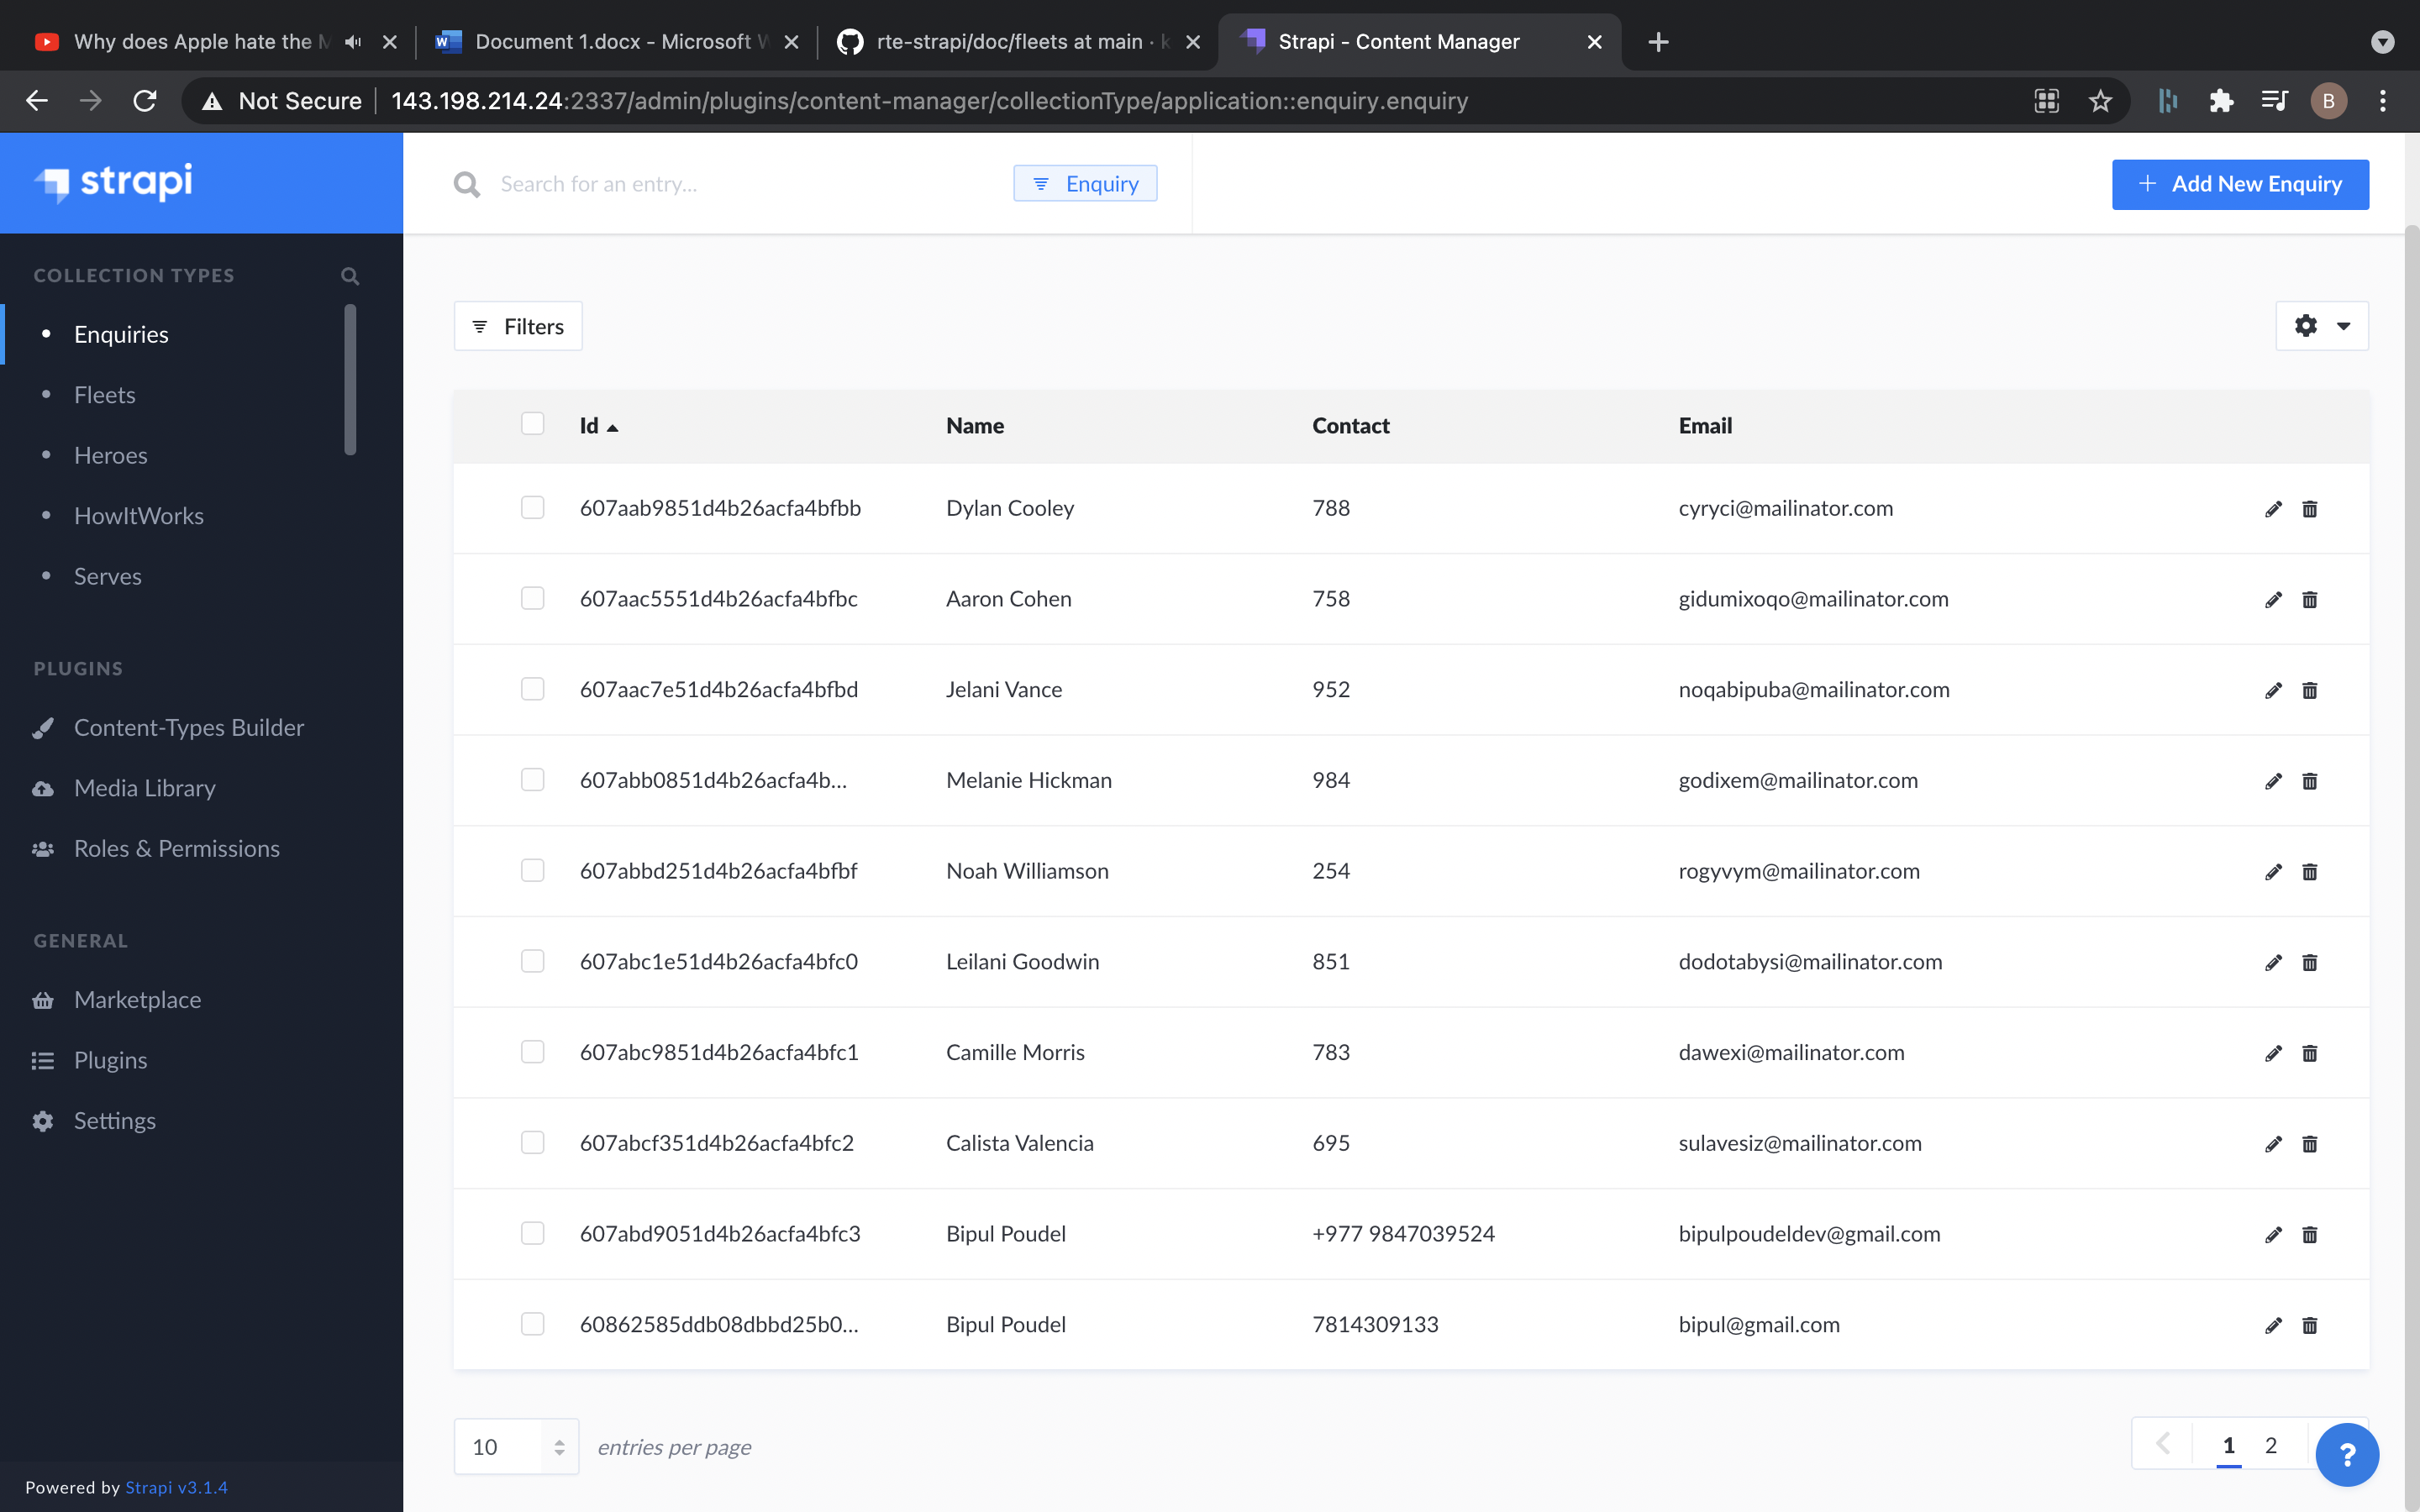 Why does Apple hate the M
Document 1.docx - Microsoft W
rte-strapi/doc/fleets at main · k
Strapi - Content Manager
Not Secure 143.198.214.24:2337/admin/plugins/content-manager/collectionType/application::enquiry.enquiry
B
strapi
Search for an entry...
Enquiry
Add New Enquiry
COLLECTION TYPES
Enquiries
Fleets
Heroes
HowItWorks
Serves
PLUGINS
Content-Types Builder
Media Library
Roles & Permissions
GENERAL
Marketplace
Plugins
Settings
Powered by Strapi v3.1.4
Filters
Id Name Contact Email
607aab9851d4b26acfa4bfbb Dylan Cooley 788 cyryci@mailinator.com
607aac5551d4b26acfa4bfbc Aaron Cohen 758 gidumixoqo@mailinator.com
607aac7e51d4b26acfa4bfbd Jelani Vance 952 noqabipuba@mailinator.com
607abb0851d4b26acfa4b... Melanie Hickman 984 godixem@mailinator.com
607abbd251d4b26acfa4bfbf Noah Williamson 254 rogyvym@mailinator.com
607abc1e51d4b26acfa4bfc0 Leilani Goodwin 851 dodotabysi@mailinator.com
607abc9851d4b26acfa4bfc1 Camille Morris 783 dawexi@mailinator.com
607abcf351d4b26acfa4bfc2 Calista Valencia 695 sulavesiz@mailinator.com
607abd9051d4b26acfa4bfc3 Bipul Poudel +977 9847039524 bipulpoudeldev@gmail.com
60862585ddb08dbbd25b0... Bipul Poudel 7814309133 bipul@gmail.com
10 entries per page
1 2
?